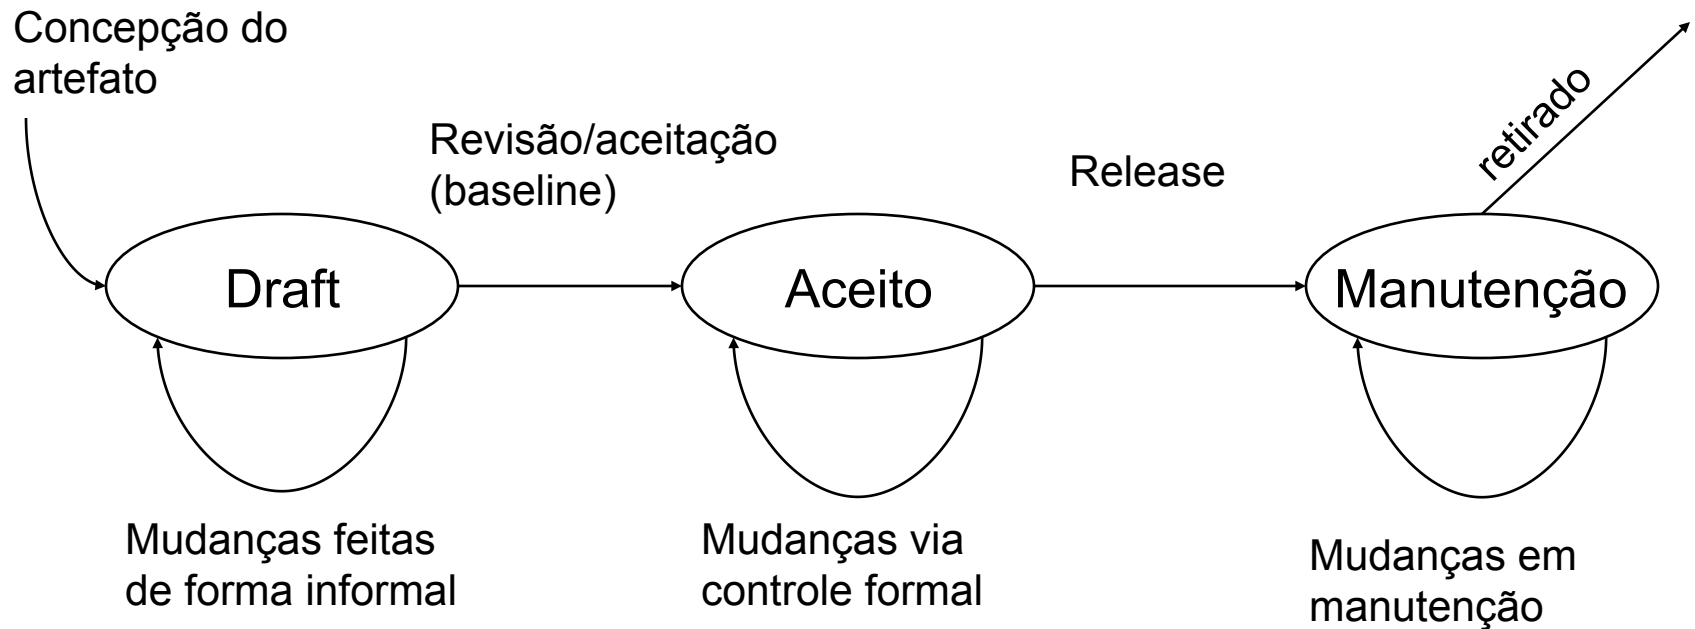 Concepção do
artefato
Revisão/aceitação
(baseline)
Release
retirado
Draft
Aceito
Manutenção
Mudanças feitas
de forma informal
Mudanças via
controle formal
Mudanças em
manutenção